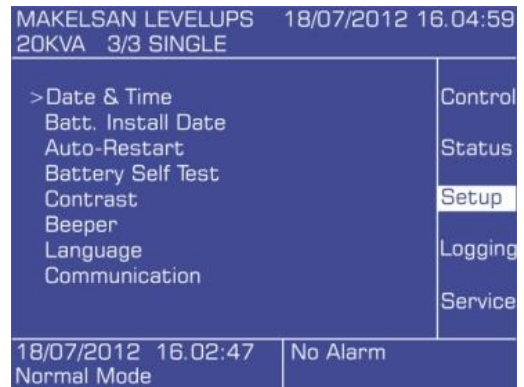 MAKELSAN LEVELUPS 18/07/2012 16.04:59
20KVA 3/3 SINGLE
>Date & Time
Batt. Install Date
Auto-Restart
Battery Self Test
Contrast
Beeper
Language
Communication
Control
Status
Setup
Logging
Service
18/07/2012 16.02:47
Normal Mode
No Alarm